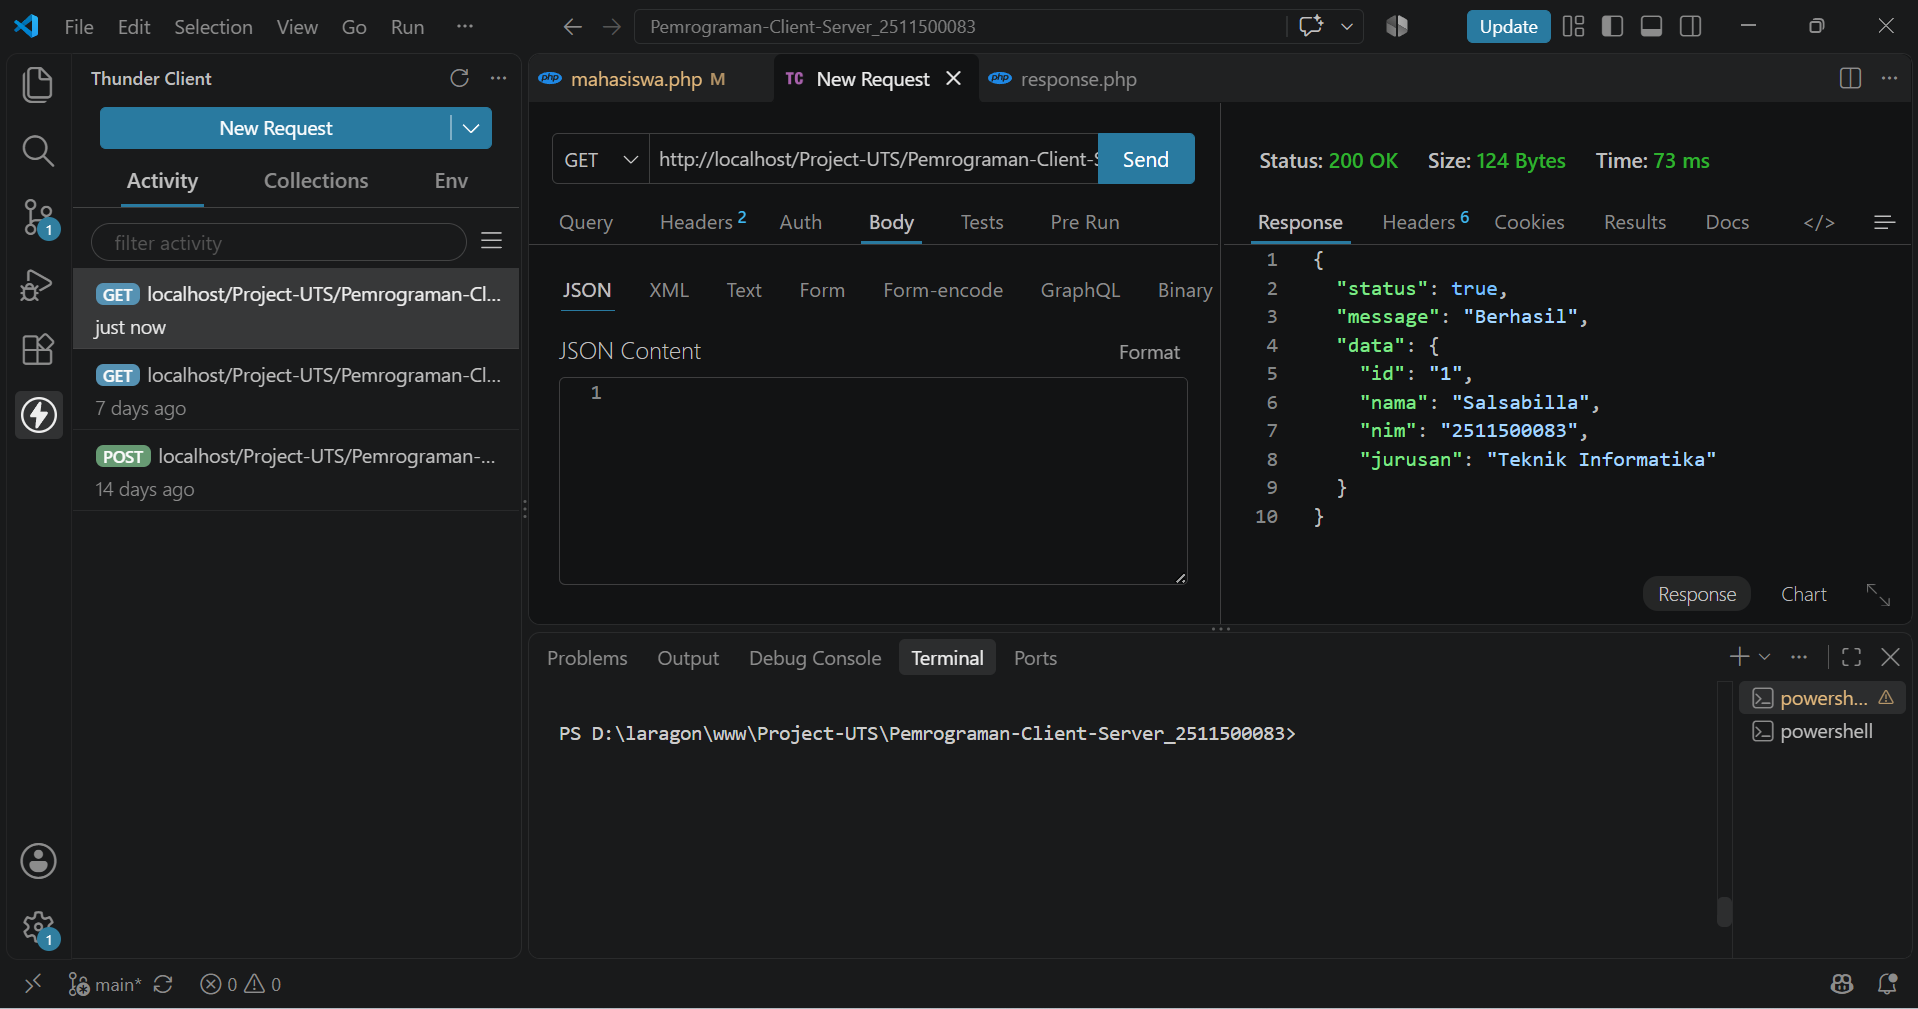 File Edit Selection View Go Run ···
Pemrograman-Client-Server_2511500083
Update
Thunder Client
New Request
Activity Collections Env
filter activity
GET localhost/Project-UTS/Pemrograman-Cl...
just now
GET localhost/Project-UTS/Pemrograman-Cl...
7 days ago
POST localhost/Project-UTS/Pemrograman-...
14 days ago
php mahasiswa.php M
TC New Request
php response.php
GET http://localhost/Project-UTS/Pemrograman-Client-S
Send
Query Headers 2 Auth Body Tests Pre Run
JSON XML Text Form Form-encode GraphQL Binary
JSON Content Format
1
Status: 200 OK Size: 124 Bytes Time: 73 ms
Response Headers 6 Cookies Results Docs </>
1 {
2 "status": true,
3 "message": "Berhasil",
4 "data": {
5 "id": "1",
6 "nama": "Salsabilla",
7 "nim": "2511500083",
8 "jurusan": "Teknik Informatika"
9 }
10 }
Response Chart
Problems Output Debug Console Terminal Ports
PS D:\laragon\www\Project-UTS\Pemrograman-Client-Server_2511500083>
powersh...
powershell
1
1
main* 0 0